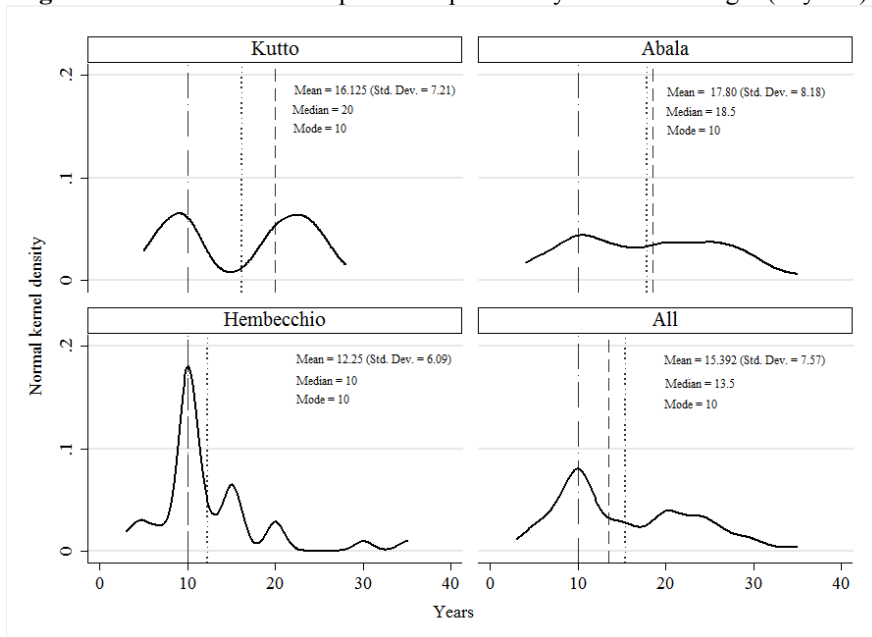 Kutto
Abala
Mean = 16.125 (Std. Dev. = 7.21)
Median = 20
Mode = 10
Mean = 17.80 (Std. Dev. = 8.18)
Median = 18.5
Mode = 10
.2
.1
0
Hembecchio
All
Mean = 12.25 (Std. Dev. = 6.09)
Median = 10
Mode = 10
Mean = 15.392 (Std. Dev. = 7.57)
Median = 13.5
Mode = 10
.2
.1
0
Normal kernel density
0 10 20 30 40 0 10 20 30 40
Years